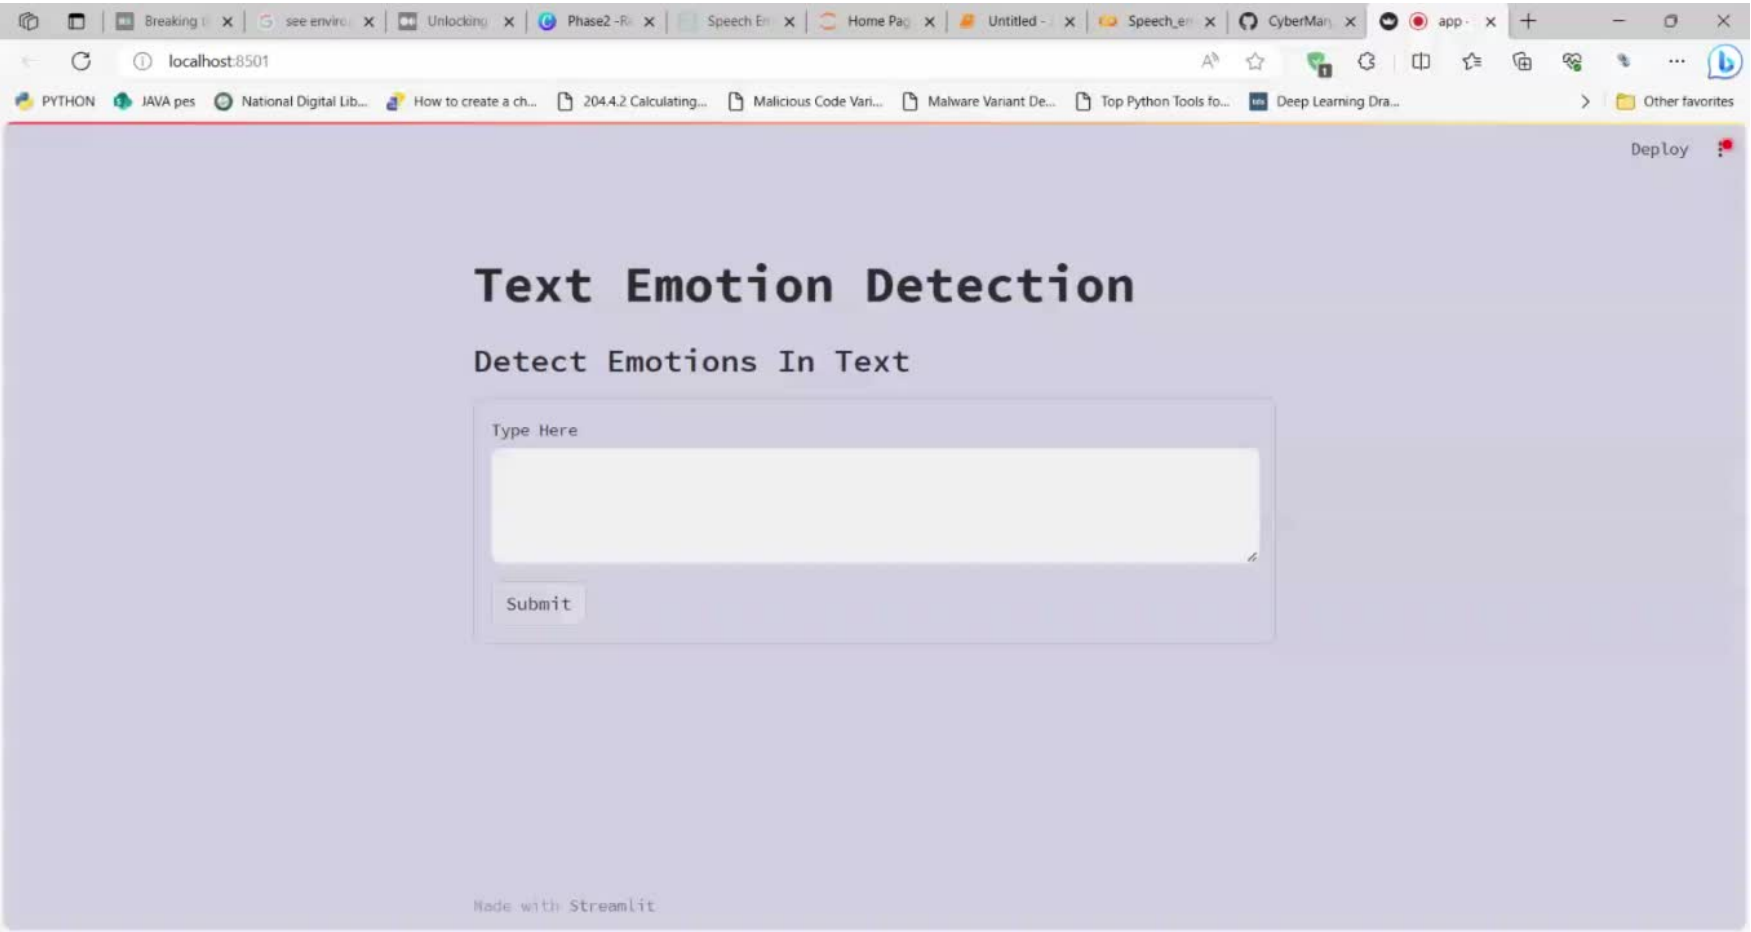 Breaking
see enviro
Unlocking
Phase2 -R
Speech En
Home Pag
Untitled -
Speech_en
CyberMan
app -
localhost:8501
PYTHON
JAVA pes
National Digital Lib...
How to create a ch...
204.4.2 Calculating...
Malicious Code Vari...
Malware Variant De...
Top Python Tools fo...
Deep Learning Dra...
Other favorites
Deploy
Text Emotion Detection
Detect Emotions In Text
Type Here
Submit
Made with Streamlit